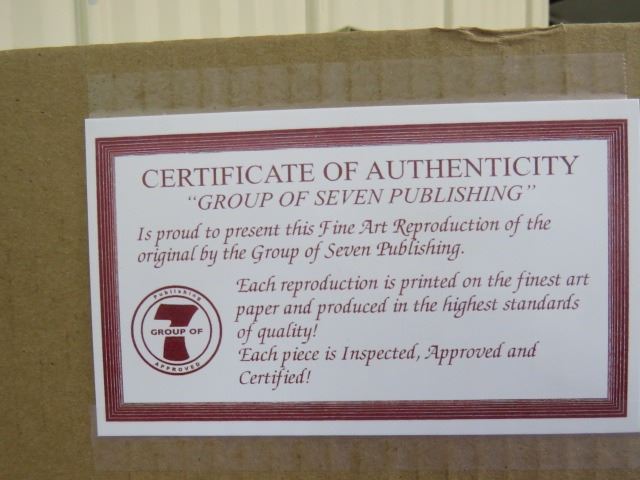 CERTIFICATE OF AUTHENTICITY
"GROUP OF SEVEN PUBLISHING"
Is proud to present this Fine Art Reproduction of the
original by the Group of Seven Publishing.
Each reproduction is printed on the finest art
paper and produced in the highest standards
of quality!
Each piece is Inspected, Approved and
Certified!
Publishing
7
GROUP OF
APPROVED